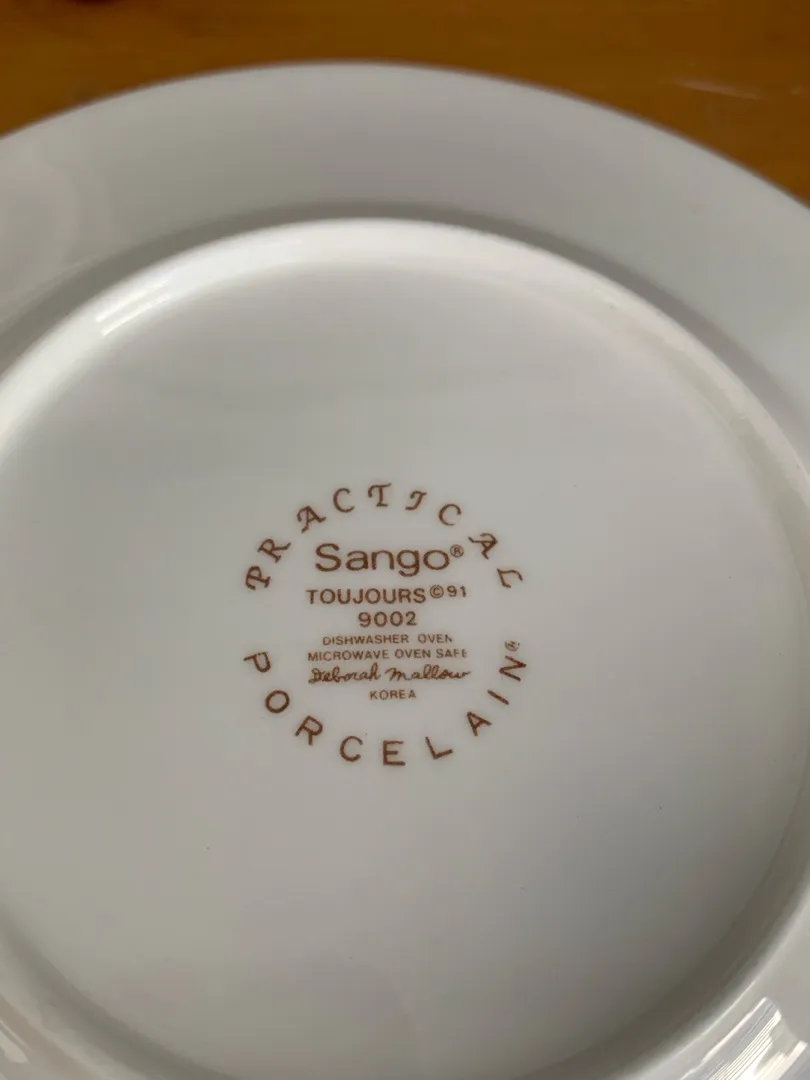 PRACTICAL
Sango®
TOUJOURS©91
9002
DISHWASHER OVEN
MICROWAVE OVEN SAFE
Deborah Mallow
KOREA
PORCELAIN®